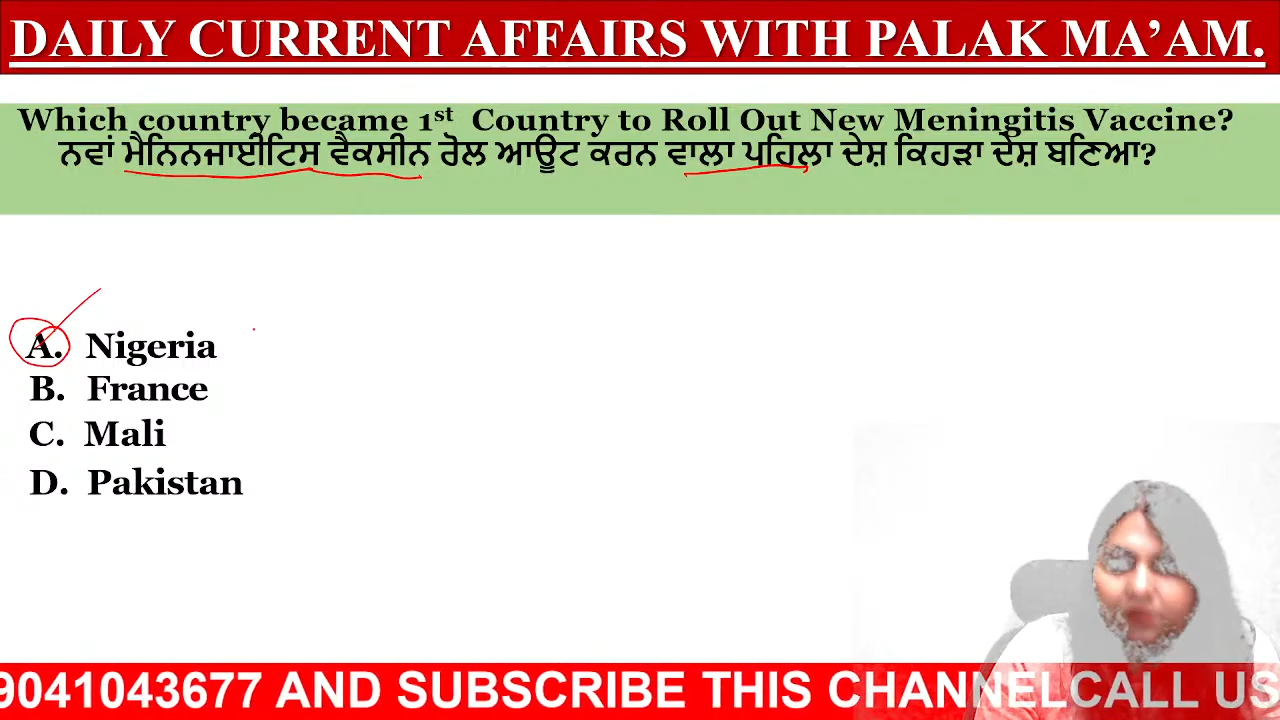 DAILY CURRENT AFFAIRS WITH PALAK MA’AM.
Which country became 1st Country to Roll Out New Meningitis Vaccine?
ਨਵਾਂ ਮੈਨਿਨਜਾਈਟਿਸ ਵੈਕਸੀਨ ਰੋਲ ਆਊਟ ਕਰਨ ਵਾਲਾ ਪਹਿਲਾ ਦੇਸ਼ ਕਿਹੜਾ ਦੇਸ਼ ਬਣਿਆ?
A. Nigeria
B. France
C. Mali
D. Pakistan
9041043677 AND SUBSCRIBE THIS CHANNELCALL US